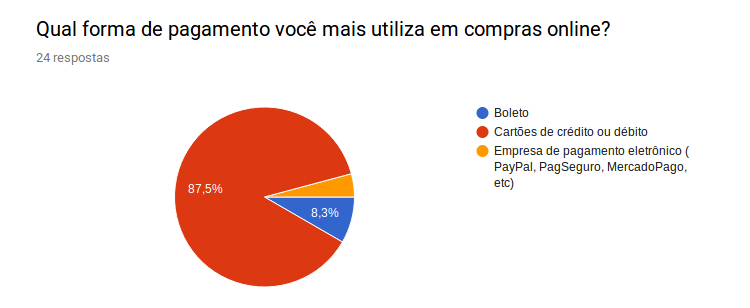 Qual forma de pagamento você mais utiliza em compras online?
24 respostas
Boleto
Cartões de crédito ou débito
Empresa de pagamento eletrônico (
PayPal, PagSeguro, MercadoPago,
etc)
87,5%
8,3%